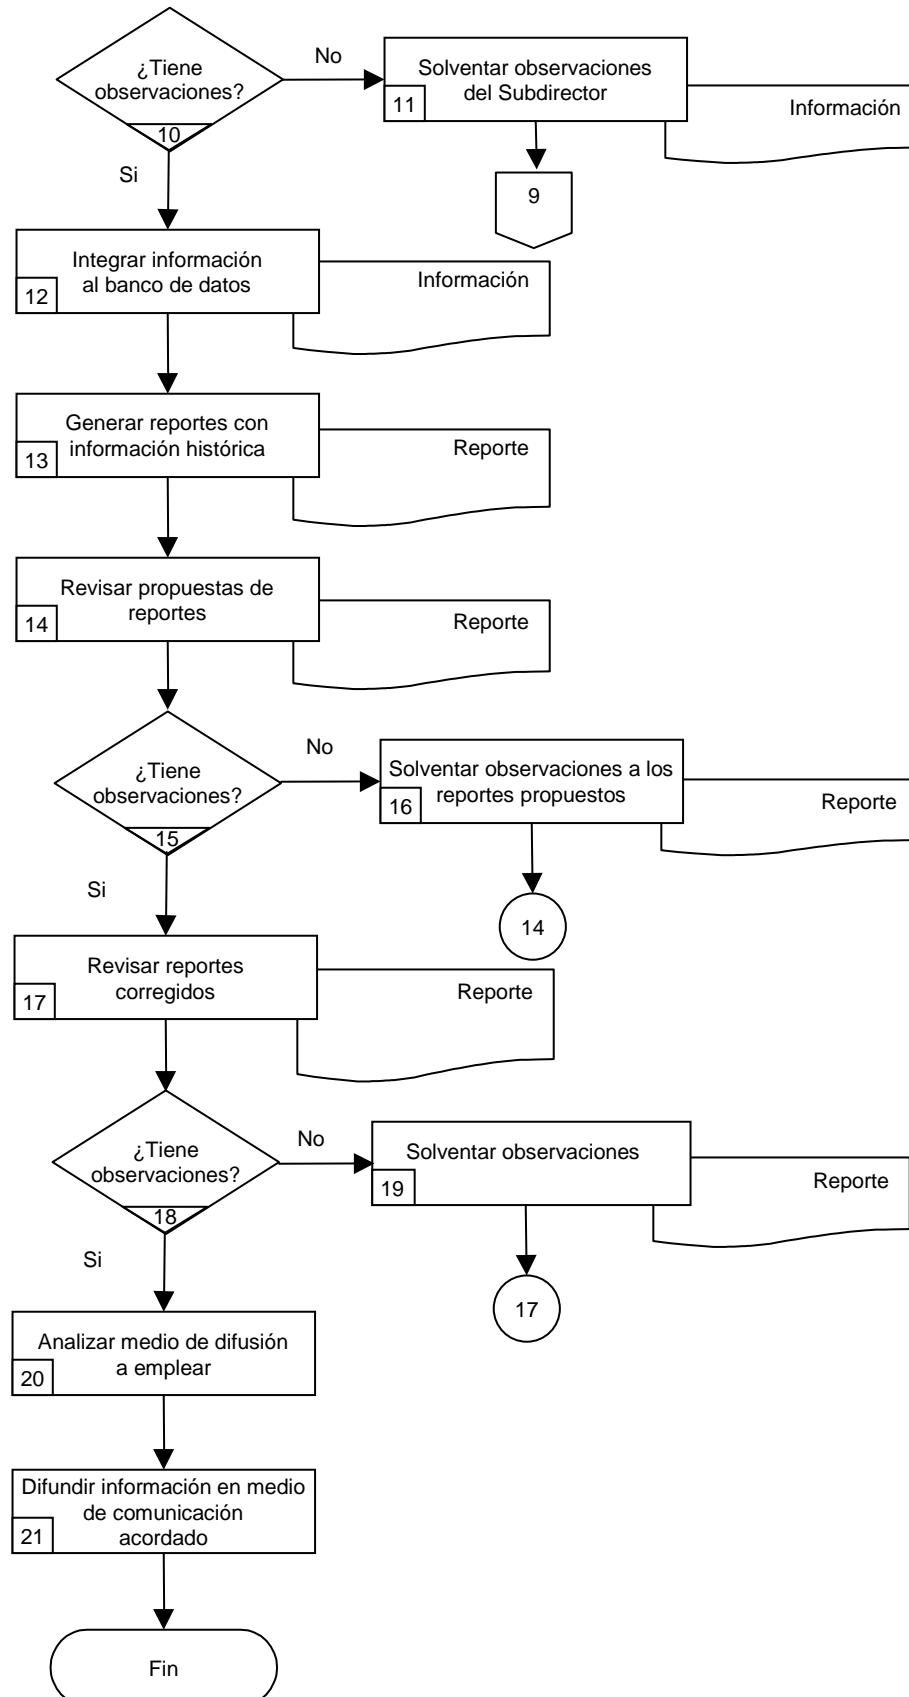 ¿Tiene
observaciones?
10
No
Solventar observaciones
del Subdirector
11
Información
9
Si
Integrar información
al banco de datos
12
Información
Generar reportes con
información histórica
13
Reporte
Revisar propuestas de
reportes
14
Reporte
¿Tiene
observaciones?
15
No
Solventar observaciones a los
reportes propuestos
16
Reporte
14
Si
Revisar reportes
corregidos
17
Reporte
¿Tiene
observaciones?
18
No
Solventar observaciones
19
Reporte
17
Si
Analizar medio de difusión
a emplear
20
Difundir información en medio
de comunicación
acordado
21
Fin